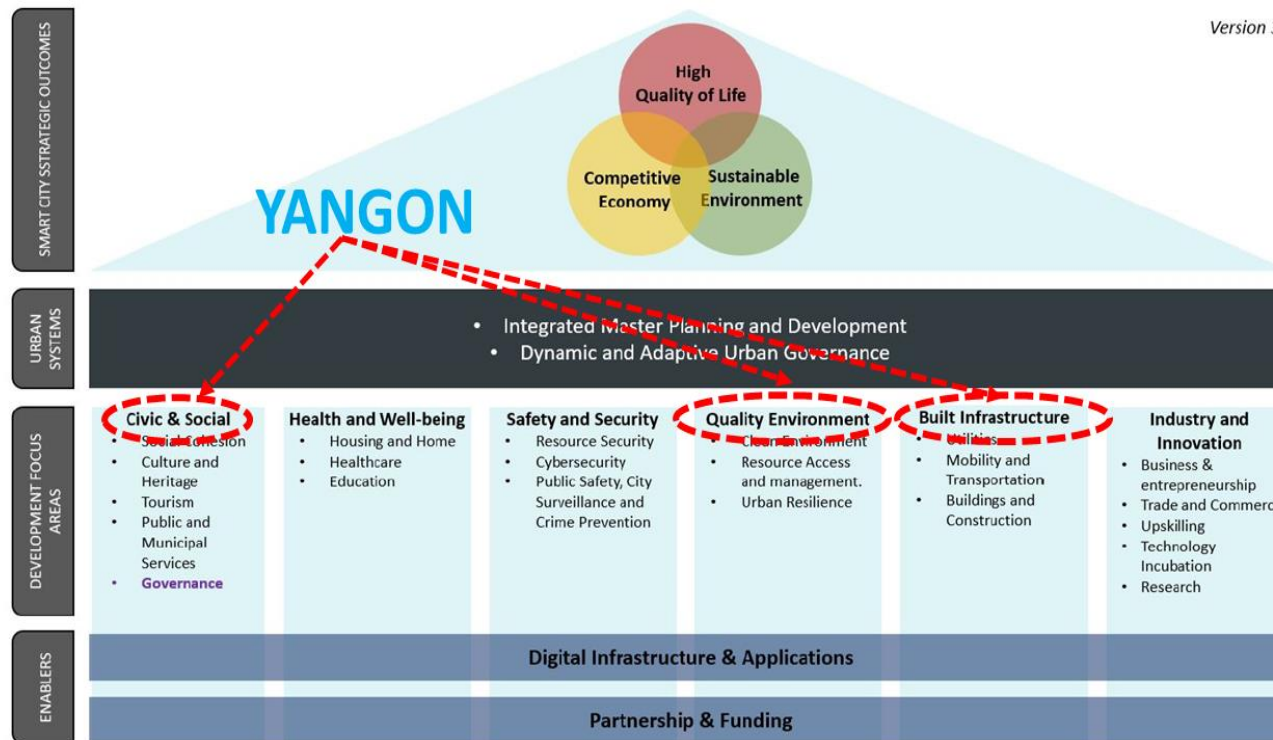 Version
SMART CITY SSTRATEGIC OUTCOMES
High
Quality of Life
Competitive
Economy
Sustainable
Environment
YANGON
URBAN
SYSTEMS
• Integrated Master Planning and Development
• Dynamic and Adaptive Urban Governance
DEVELOPMENT FOCUS
AREAS
Civic & Social
• Social Cohesion
• Culture and
Heritage
• Tourism
• Public and
Municipal
Services
• Governance
Health and Well-being
• Housing and Home
• Healthcare
• Education
Safety and Security
• Resource Security
• Cybersecurity
• Public Safety, City
Surveillance and
Crime Prevention
Quality Environment
• Clean Environment
• Resource Access
and management.
• Urban Resilience
Built Infrastructure
• Utilities
• Mobility and
Transportation
• Buildings and
Construction
Industry and
Innovation
• Business &
entrepreneurship
• Trade and Commerc
• Upskilling
• Technology
Incubation
• Research
ENABLERS
Digital Infrastructure & Applications
Partnership & Funding